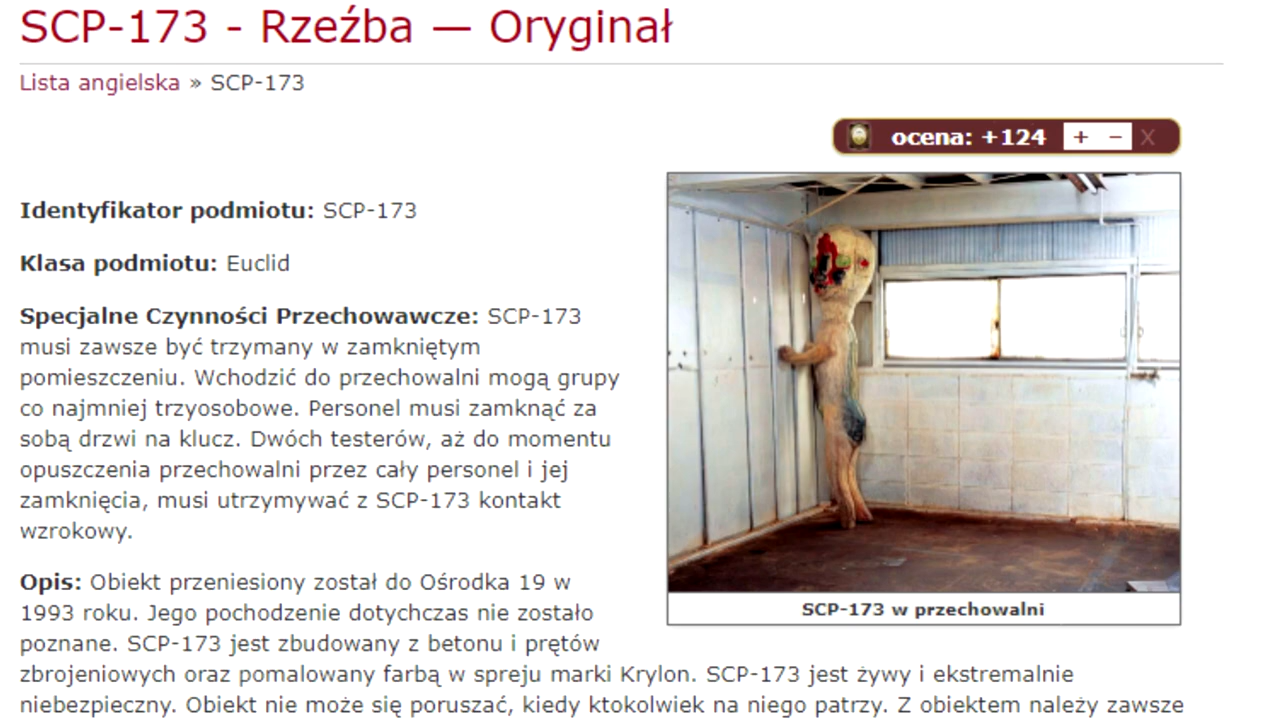 SCP-173 - Rzeźba — Oryginał
Lista angielska » SCP-173
ocena: +124 + − X
Identyfikator podmiotu: SCP-173
Klasa podmiotu: Euclid
Specjalne Czynności Przechowawcze: SCP-173
musi zawsze być trzymany w zamkniętym
pomieszczeniu. Wchodzić do przechowalni mogą grupy
co najmniej trzyosobowe. Personel musi zamknąć za
sobą drzwi na klucz. Dwóch testerów, aż do momentu
opuszczenia przechowalni przez cały personel i jej
zamknięcia, musi utrzymywać z SCP-173 kontakt
wzrokowy.
SCP-173 w przechowalni
Opis: Obiekt przeniesiony został do Ośrodka 19 w
1993 roku. Jego pochodzenie dotychczas nie zostało
poznane. SCP-173 jest zbudowany z betonu i prętów
zbrojeniowych oraz pomalowany farbą w spreju marki Krylon. SCP-173 jest żywy i ekstremalnie
niebezpieczny. Obiekt nie może się poruszać, kiedy ktokolwiek na niego patrzy. Z obiektem należy zawsze